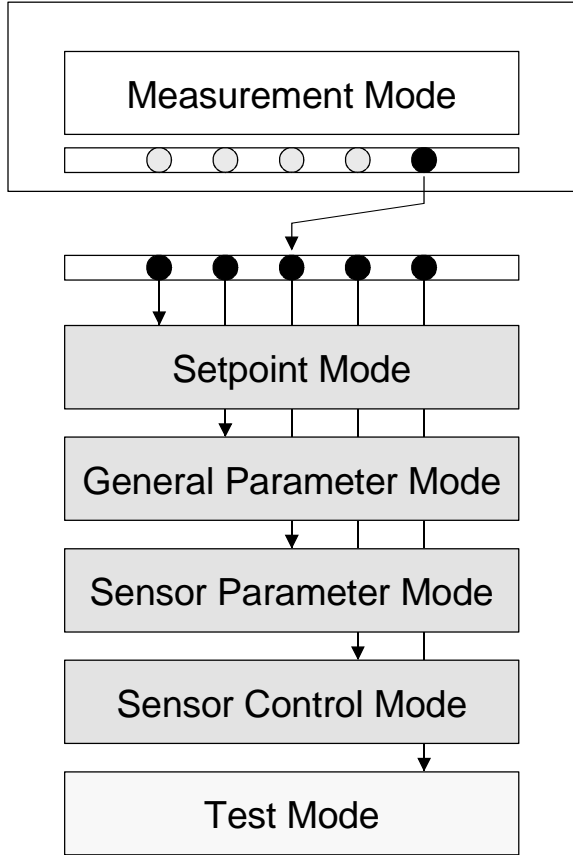 Measurement Mode
Setpoint Mode
General Parameter Mode
Sensor Parameter Mode
Sensor Control Mode
Test Mode